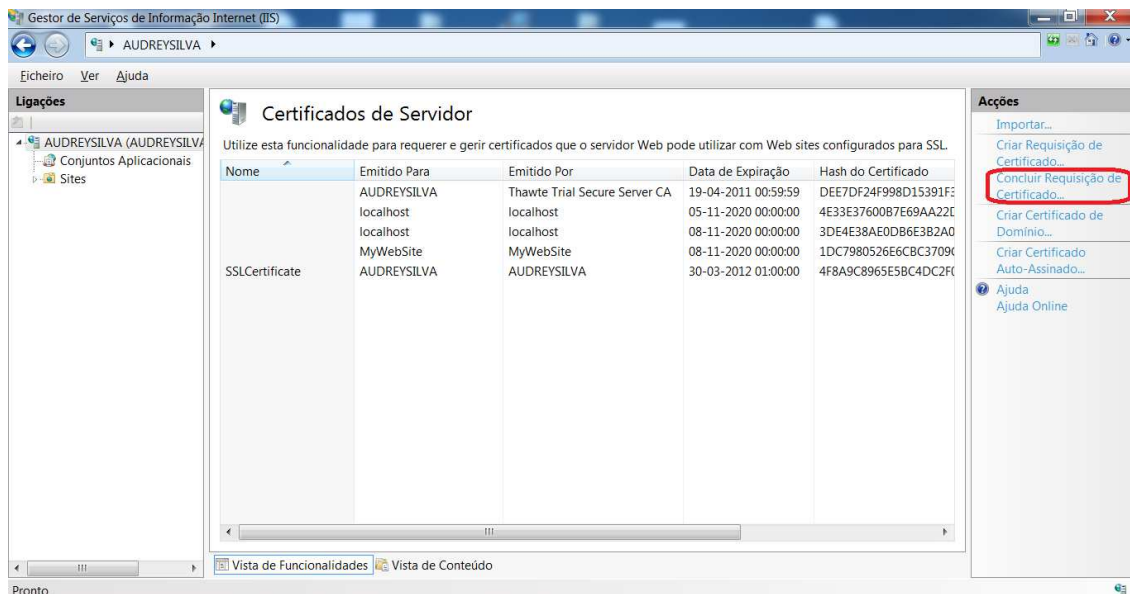 Gestor de Serviços de Informação Internet (IIS)
AUDREYSILVA
Ficheiro Ver Ajuda
Ligações
AUDREYSILVA (AUDREYSILVA
Conjuntos Aplicacionais
Sites
Certificados de Servidor
Utilize esta funcionalidade para requerer e gerir certificados que o servidor Web pode utilizar com Web sites configurados para SSL.
Nome Emitido Para Emitido Por Data de Expiração Hash do Certificado
AUDREYSILVA Thawte Trial Secure Server CA 19-04-2011 00:59:59 DEE7DF24F998D15391F3
localhost localhost 05-11-2020 00:00:00 4E33E37600B7E69AA22D
localhost localhost 08-11-2020 00:00:00 3DE4E38AE0DB6E3B2A0
MyWebSite MyWebSite 08-11-2020 00:00:00 1DC7980526E6CBC3709
SSLCertificate AUDREYSILVA AUDREYSILVA 30-03-2012 01:00:00 4F8A9C8965E5BC4DC2F
Vista de Funcionalidades Vista de Conteúdo
Acções
Importar...
Criar Requisição de
Certificado...
Concluir Requisição de
Certificado...
Criar Certificado de
Domínio...
Criar Certificado
Auto-Assinado...
Ajuda
Ajuda Online
Pronto